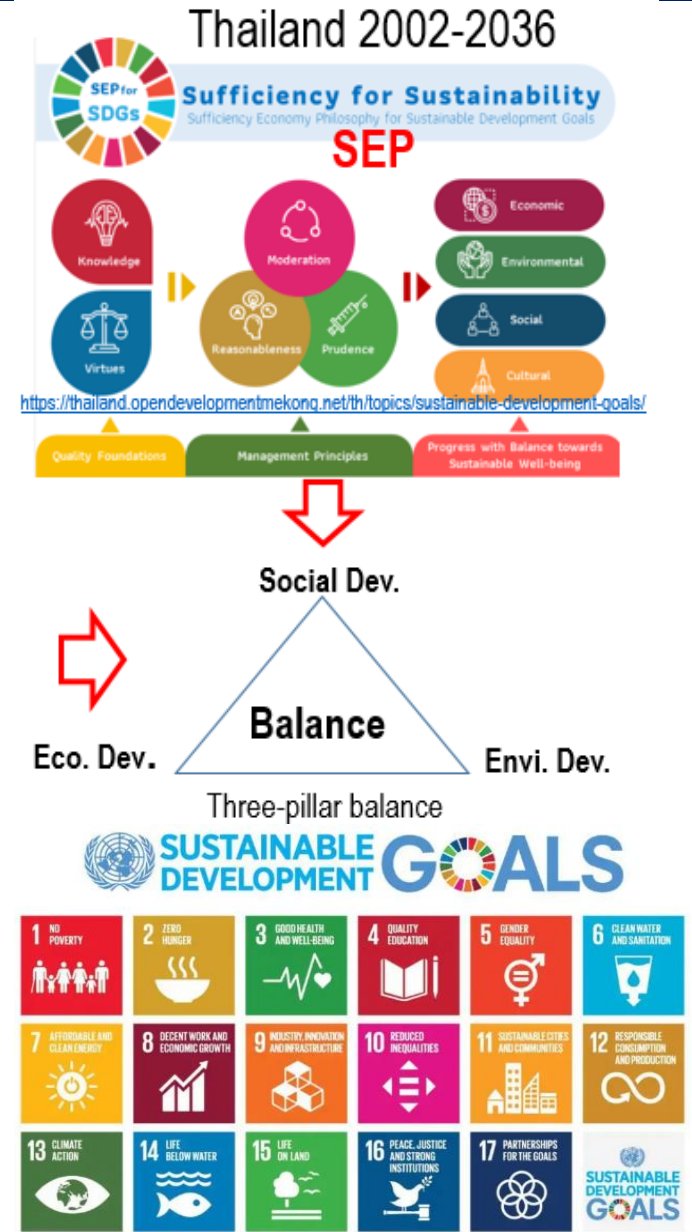 Thailand 2002-2036
SEP for
SDGs
Sufficiency for Sustainability
Sufficiency Economy Philosophy for Sustainable Development Goals
SEP
Knowledge
Virtues
Moderation
Reasonableness
Prudence
Economic
Environmental
Social
Cultural
https://thailand.opendevelopmentmekong.net/th/topics/sustainable-development-goals/
Quality Foundations
Management Principles
Progress with Balance towards
Sustainable Well-being
Social Dev.
Balance
Eco. Dev.
Envi. Dev.
Three-pillar balance
SUSTAINABLE
DEVELOPMENT
GOALS
1 NO
POVERTY
2 ZERO
HUNGER
3 GOOD HEALTH
AND WELL-BEING
4 QUALITY
EDUCATION
5 GENDER
EQUALITY
6 CLEAN WATER
AND SANITATION
7 AFFORDABLE AND
CLEAN ENERGY
8 DECENT WORK AND
ECONOMIC GROWTH
9 INDUSTRY, INNOVATION
AND INFRASTRUCTURE
10 REDUCED
INEQUALITIES
11 SUSTAINABLE CITIES
AND COMMUNITIES
12 RESPONSIBLE
CONSUMPTION
AND PRODUCTION
13 CLIMATE
ACTION
14 LIFE
BELOW WATER
15 LIFE
ON LAND
16 PEACE, JUSTICE
AND STRONG
INSTITUTIONS
17 PARTNERSHIPS
FOR THE GOALS
SUSTAINABLE
DEVELOPMENT
GOALS